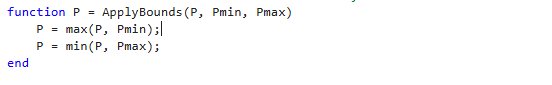 function P = ApplyBounds(P, Pmin, Pmax)
    P = max(P, Pmin);
    P = min(P, Pmax);
end